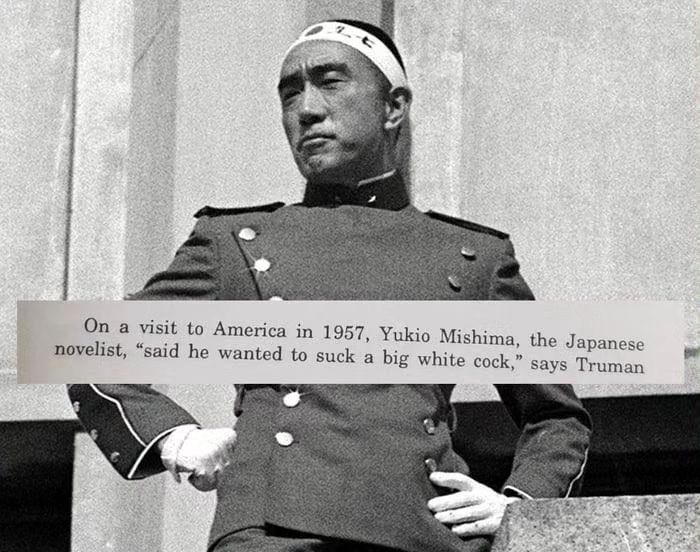 On a visit to America in 1957, Yukio Mishima, the Japanese
novelist, “said he wanted to suck a big white cock,” says Truman